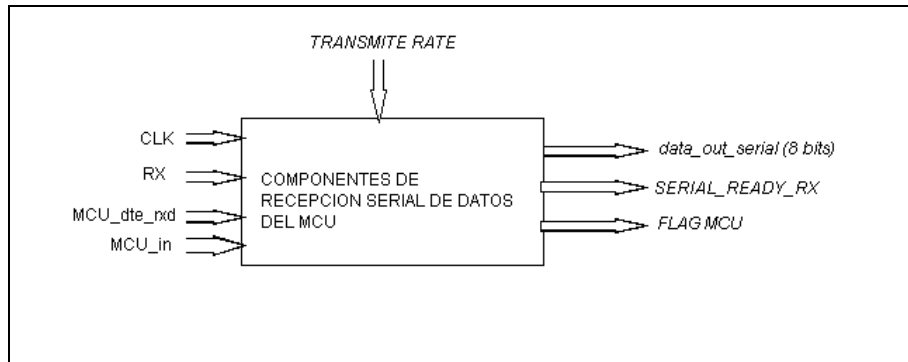 TRANSMITE RATE
CLK
RX
MCU_dte_rxd
MCU_in
COMPONENTES DE
RECEPCION SERIAL DE DATOS
DEL MCU
data_out_serial (8 bits)
SERIAL_READY_RX
FLAG MCU